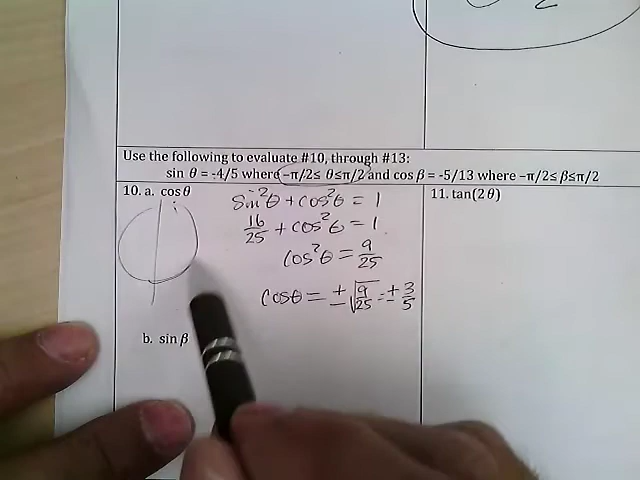 Use the following to evaluate #10, through #13:
sin θ = -4/5 where -π/2≤ θ≤π/2 and cos β = -5/13 where -π/2≤ β≤π/2
10. a. cos θ
sin²θ + cos²θ = 1
16/25 + cos²θ = 1
cos²θ = 9/25
cosθ = ±√9/25 = ±3/5
b. sin β
11. tan(2θ)